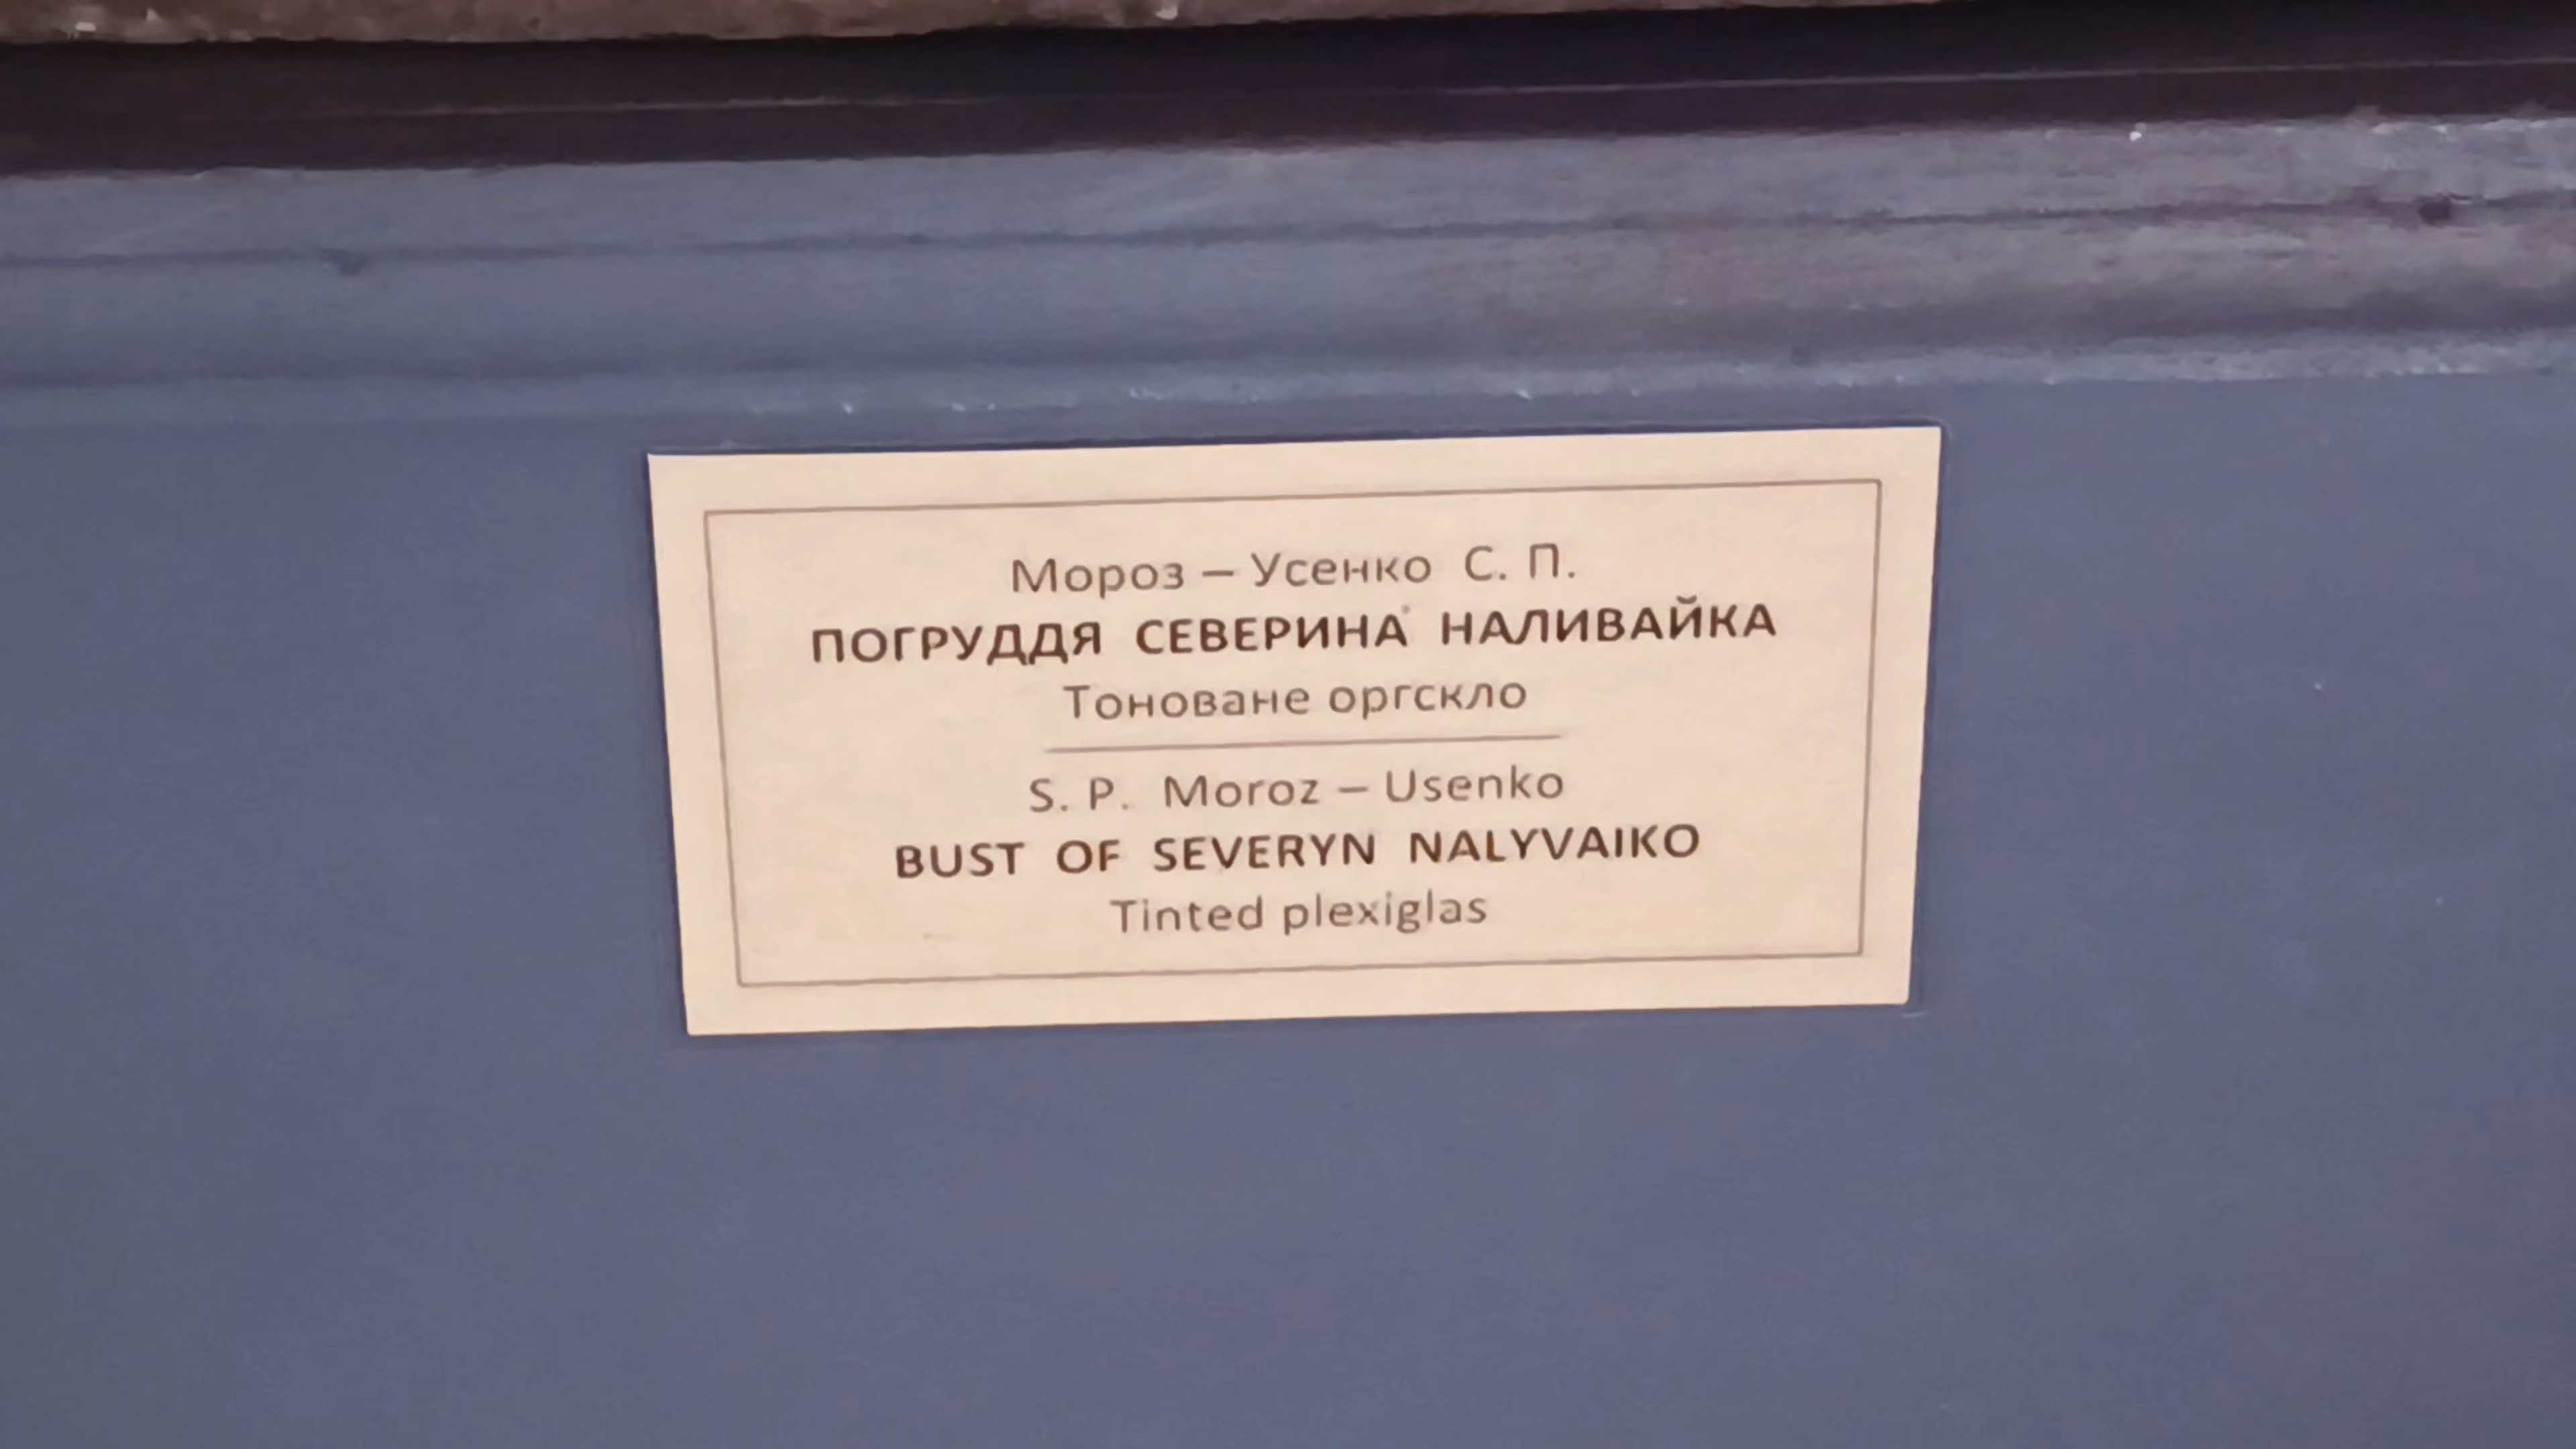 Мороз – Усенко С. П.
ПОГРУДДЯ СЕВЕРИНА НАЛИВАЙКА
Тоноване оргскло
S. P. Moroz – Usenko
BUST OF SEVERYN NALYVAIKO
Tinted plexiglas